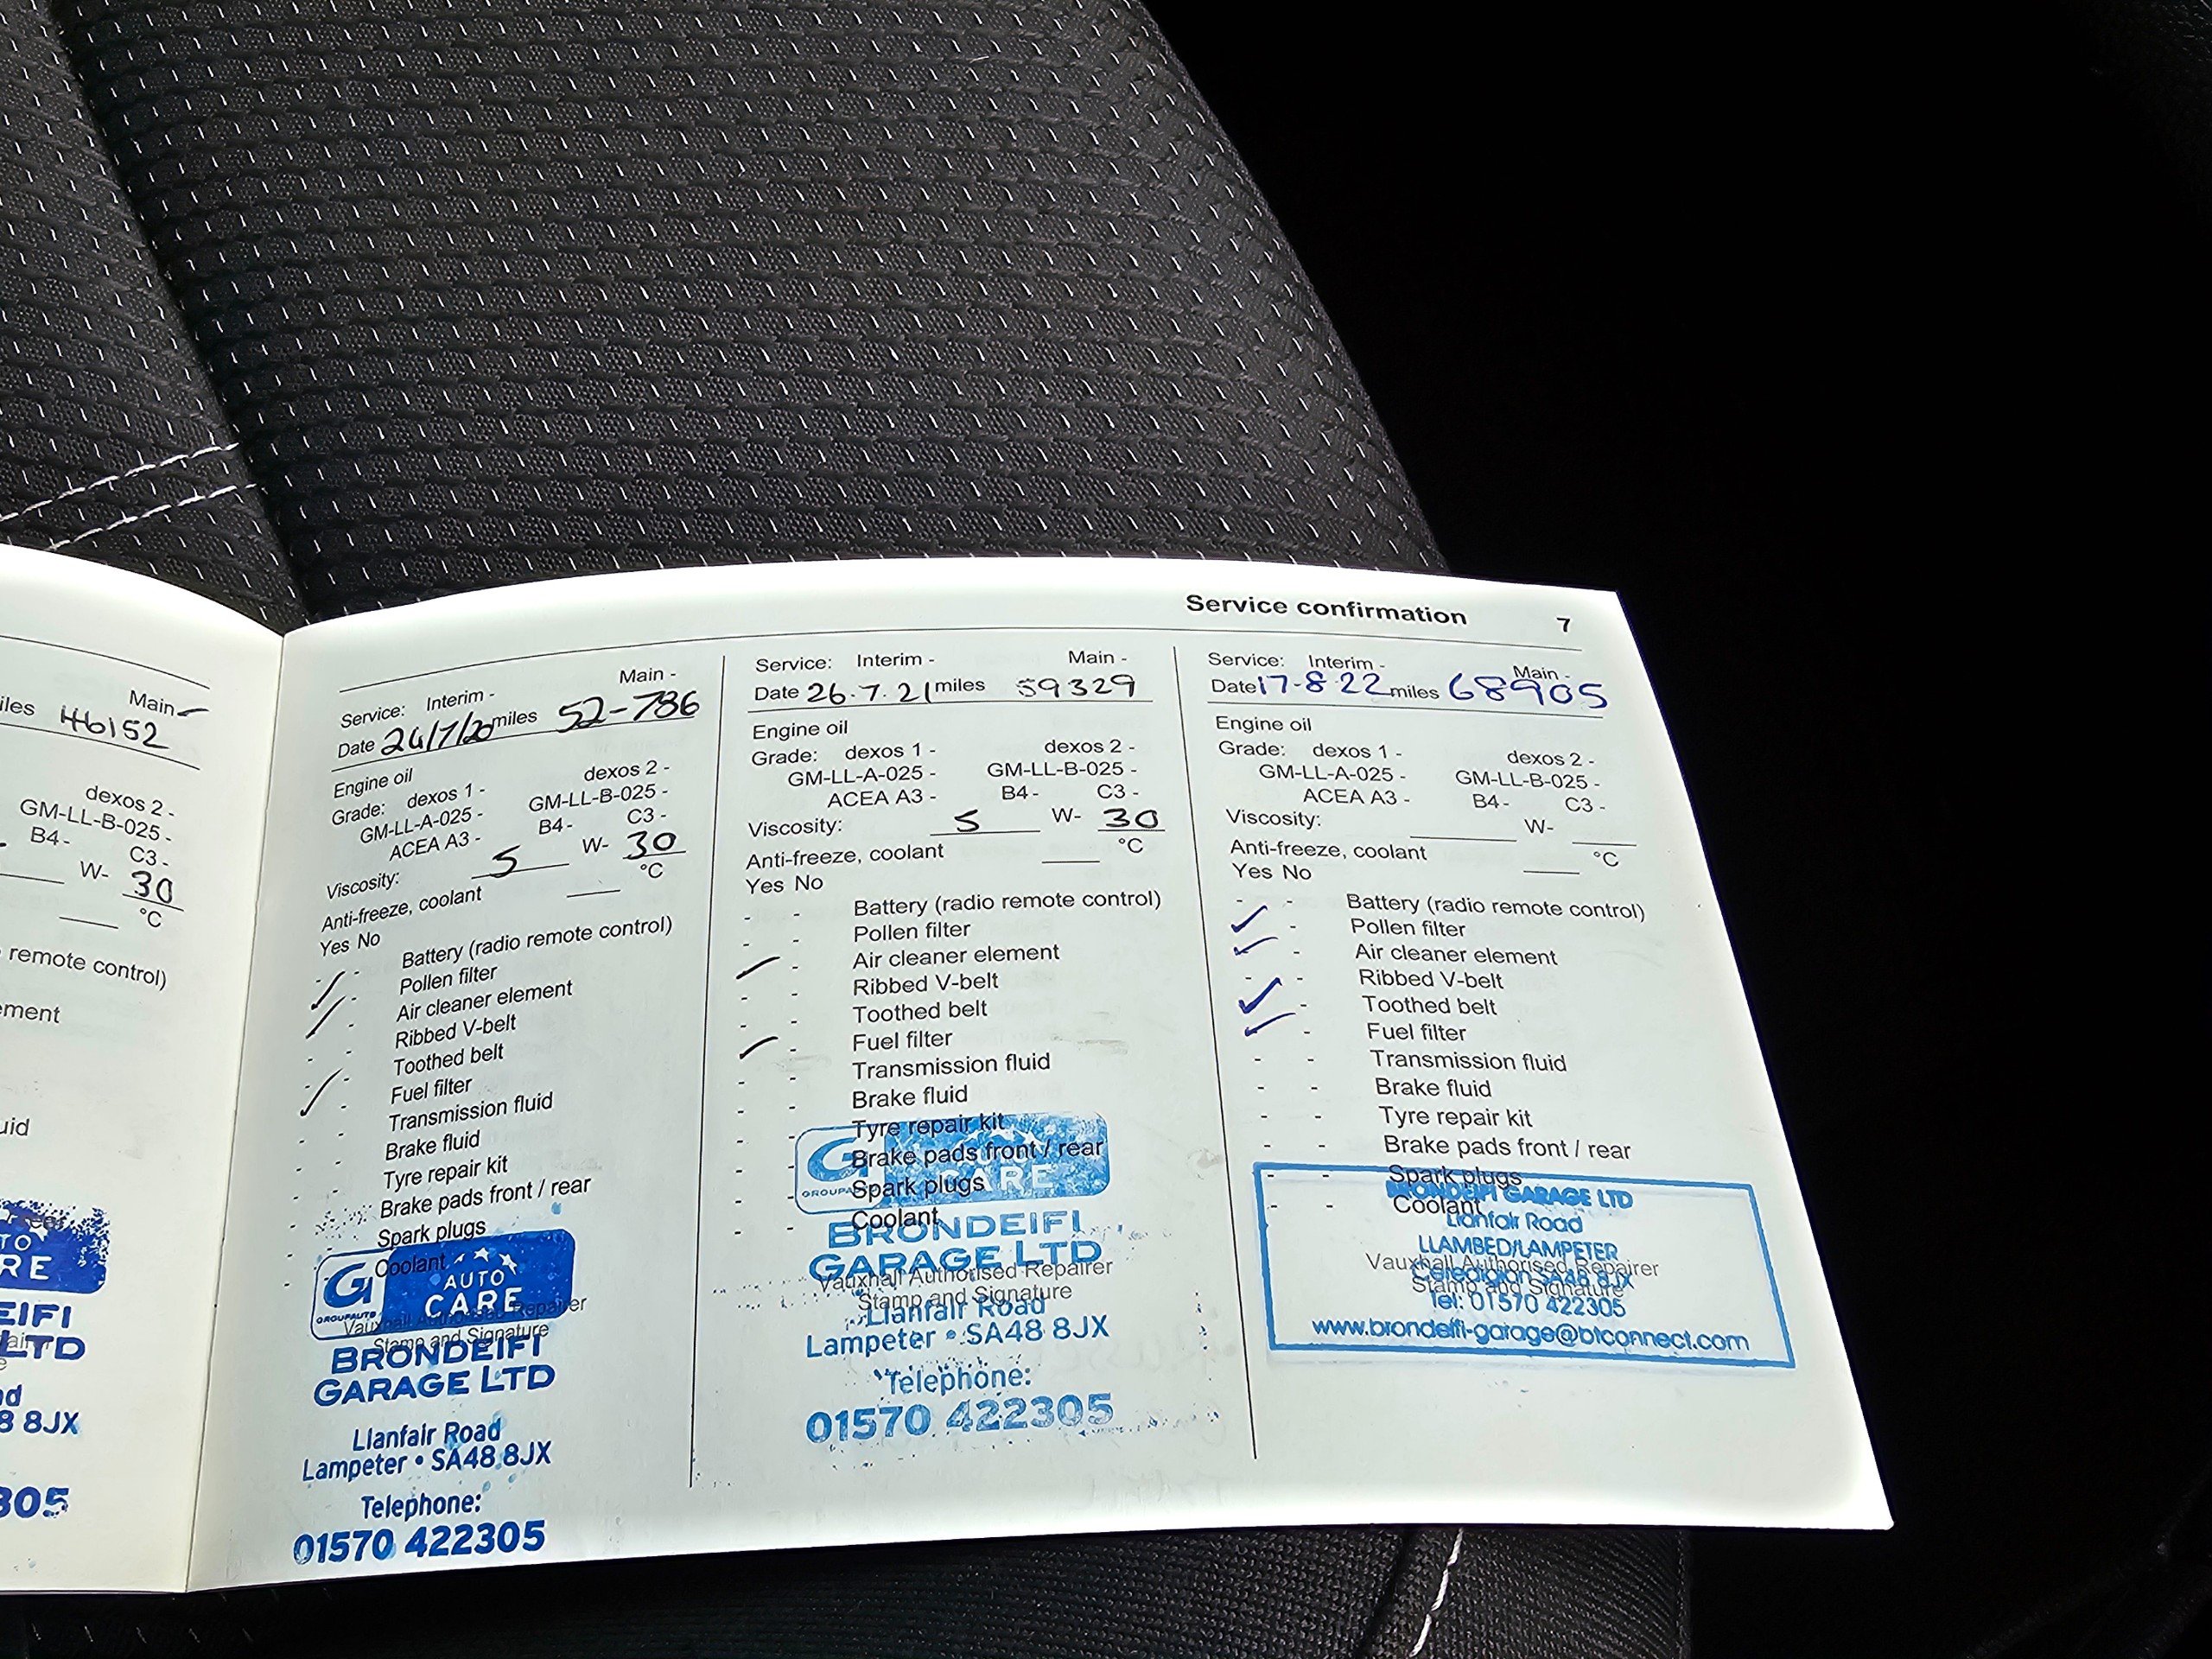 Main -
iles 46152
dexos 2 -
GM-LL-B-025 -
B4 - C3 -
W- 30
°C
remote control)
ment
uid
TO
RE
EIFI
LTD
ad
8 8JX
305
Service confirmation 7
Service: Interim - Main -
Date 24/7/20 miles 52-786
Engine oil
Grade: dexos 1 - dexos 2 -
GM-LL-A-025 - GM-LL-B-025 -
ACEA A3 - B4 - C3 -
Viscosity: 5 W- 30
Anti-freeze, coolant °C
Yes No
- - Battery (radio remote control)
✓ - Pollen filter
✓ - Air cleaner element
- - Ribbed V-belt
- - Toothed belt
✓ - Fuel filter
- - Transmission fluid
- - Brake fluid
- - Tyre repair kit
- - Brake pads front / rear
- - Spark plugs
- - Coolant
G GROUPAUTO AUTO CARE
Vauxhall Authorised Repairer
Stamp and Signature
BRONDEIFI
GARAGE LTD
Llanfair Road
Lampeter • SA48 8JX
Telephone:
01570 422305
Service: Interim - Main -
Date 26.7.21 miles 59329
Engine oil
Grade: dexos 1 - dexos 2 -
GM-LL-A-025 - GM-LL-B-025 -
ACEA A3 - B4 - C3 -
Viscosity: 5 W- 30
Anti-freeze, coolant °C
Yes No
- - Battery (radio remote control)
- - Pollen filter
✓ - Air cleaner element
- - Ribbed V-belt
- - Toothed belt
✓ - Fuel filter
- - Transmission fluid
- - Brake fluid
- - Tyre repair kit
- - Brake pads front / rear
- - Spark plugs
- - Coolant
CARE
BRONDEIFI
GARAGE LTD
Vauxhall Authorised Repairer
Stamp and Signature
Llanfair Road
Lampeter • SA48 8JX
Telephone:
01570 422305
Service: Interim - Main -
Date 17-8-22 miles 68905
Engine oil
Grade: dexos 1 - dexos 2 -
GM-LL-A-025 - GM-LL-B-025 -
ACEA A3 - B4 - C3 -
Viscosity: W-
Anti-freeze, coolant °C
Yes No
- - Battery (radio remote control)
✓ - Pollen filter
✓ - Air cleaner element
- - Ribbed V-belt
✓ - Toothed belt
✓ - Fuel filter
- - Transmission fluid
- - Brake fluid
- - Tyre repair kit
- - Brake pads front / rear
- - Spark plugs
- - Coolant
BRONDEIFI GARAGE LTD
Llanfair Road
LLAMBED/LAMPETER
Vauxhall Authorised Repairer
Ceredigion SA48 8JX
Stamp and Signature
Tel: 01570 422305
www.brondeifi-garage@btconnect.com